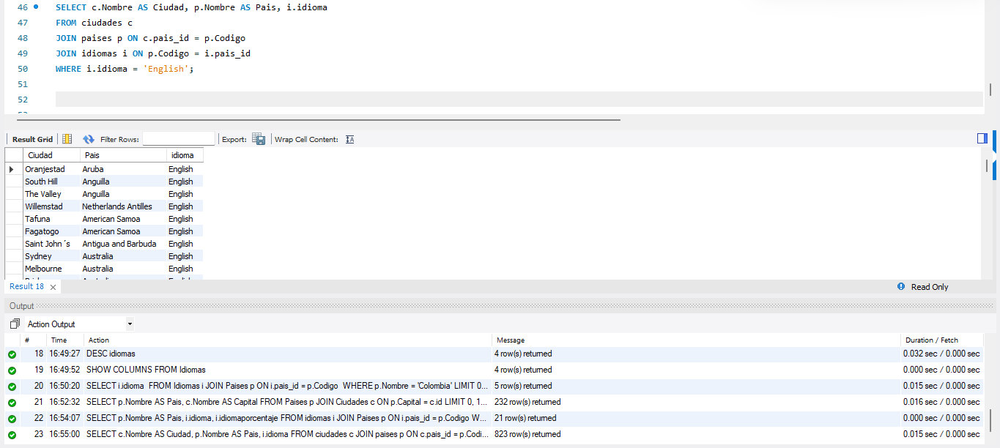 46 SELECT c.Nombre AS Ciudad, p.Nombre AS Pais, i.idioma
47 FROM ciudades c
48 JOIN paises p ON c.pais_id = p.Codigo
49 JOIN idiomas i ON p.Codigo = i.pais_id
50 WHERE i.idioma = 'English';
51
52
Result Grid Filter Rows: Export: Wrap Cell Content:
Ciudad Pais idioma
Oranjestad Aruba English
South Hill Anguilla English
The Valley Anguilla English
Willemstad Netherlands Antilles English
Tafuna American Samoa English
Fagatogo American Samoa English
Saint John´s Antigua and Barbuda English
Sydney Australia English
Melbourne Australia English
Result 18 Read Only
Output
Action Output
# Time Action Message Duration / Fetch
18 16:49:27 DESC idiomas 4 row(s) returned 0.032 sec / 0.000 sec
19 16:49:52 SHOW COLUMNS FROM Idiomas 4 row(s) returned 0.000 sec / 0.000 sec
20 16:50:20 SELECT i.idioma FROM Idiomas i JOIN Paises p ON i.pais_id = p.Codigo WHERE p.Nombre = 'Colombia' LIMIT 0... 5 row(s) returned 0.015 sec / 0.000 sec
21 16:52:32 SELECT p.Nombre AS Pais, c.Nombre AS Capital FROM Paises p JOIN Ciudades c ON p.Capital = c.id LIMIT 0, 1... 232 row(s) returned 0.016 sec / 0.000 sec
22 16:54:07 SELECT p.Nombre AS Pais, i.idioma, i.idiomaporcentaje FROM idiomas i JOIN Paises p ON i.pais_id = p.Codigo W... 21 row(s) returned 0.000 sec / 0.000 sec
23 16:55:00 SELECT c.Nombre AS Ciudad, p.Nombre AS Pais, i.idioma FROM ciudades c JOIN paises p ON c.pais_id = p.Codi... 823 row(s) returned 0.015 sec / 0.000 sec